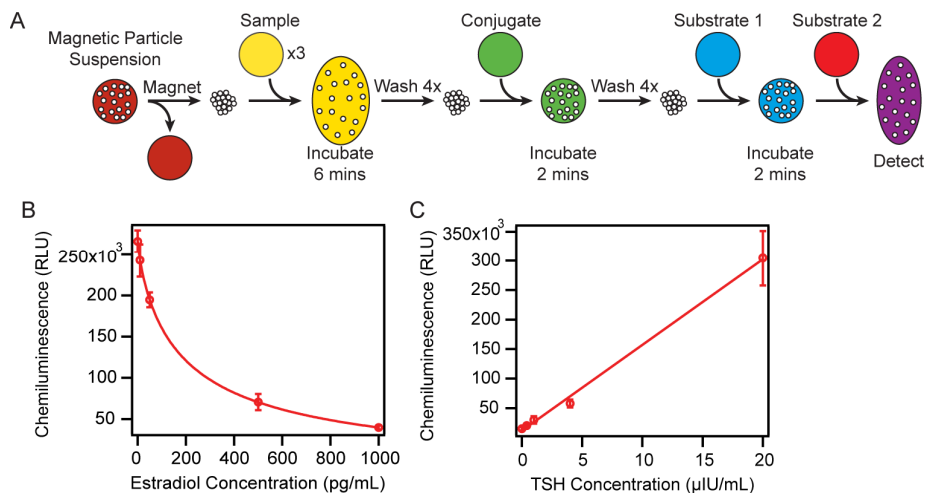 A
Magnetic Particle
Suspension
Magnet
Sample
x3
Incubate
6 mins
Wash 4x
Conjugate
Incubate
2 mins
Wash 4x
Substrate 1
Incubate
2 mins
Substrate 2
Detect
B
Chemiluminescence (RLU)
250x10³
200
150
100
50
0 200 400 600 800 1000
Estradiol Concentration (pg/mL)
C
Chemiluminescence (RLU)
350x10³
300
250
200
150
100
50
0 5 10 15 20
TSH Concentration (µIU/mL)